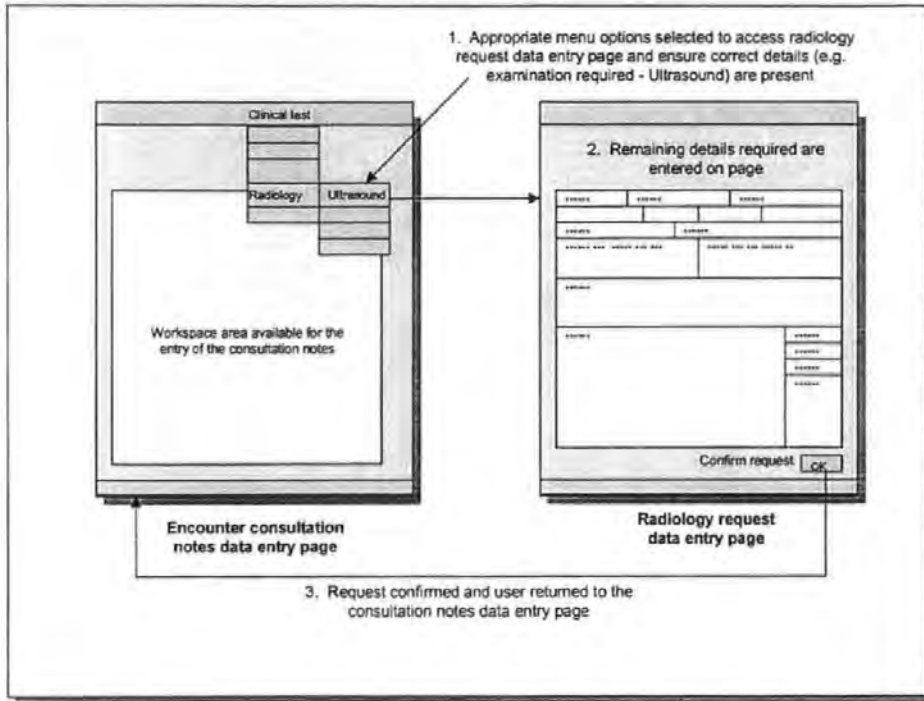 1. Appropriate menu options selected to access radiology
request data entry page and ensure correct details (e.g.
examination required - Ultrasound) are present
Clinical test
Radiology
Ultrasound
Workspace area available for the
entry of the consultation notes
2. Remaining details required are
entered on page
Confirm request
OK
Encounter consultation
notes data entry page
Radiology request
data entry page
3. Request confirmed and user returned to the
consultation notes data entry page